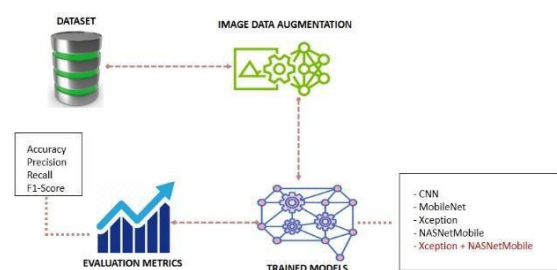 DATASET
IMAGE DATA AUGMENTATION
Accuracy
Precision
Recall
F1-Score
EVALUATION METRICS
TRAINED MODELS
- CNN
- MobileNet
- Xception
- NASNetMobile
- Xception + NASNetMobile